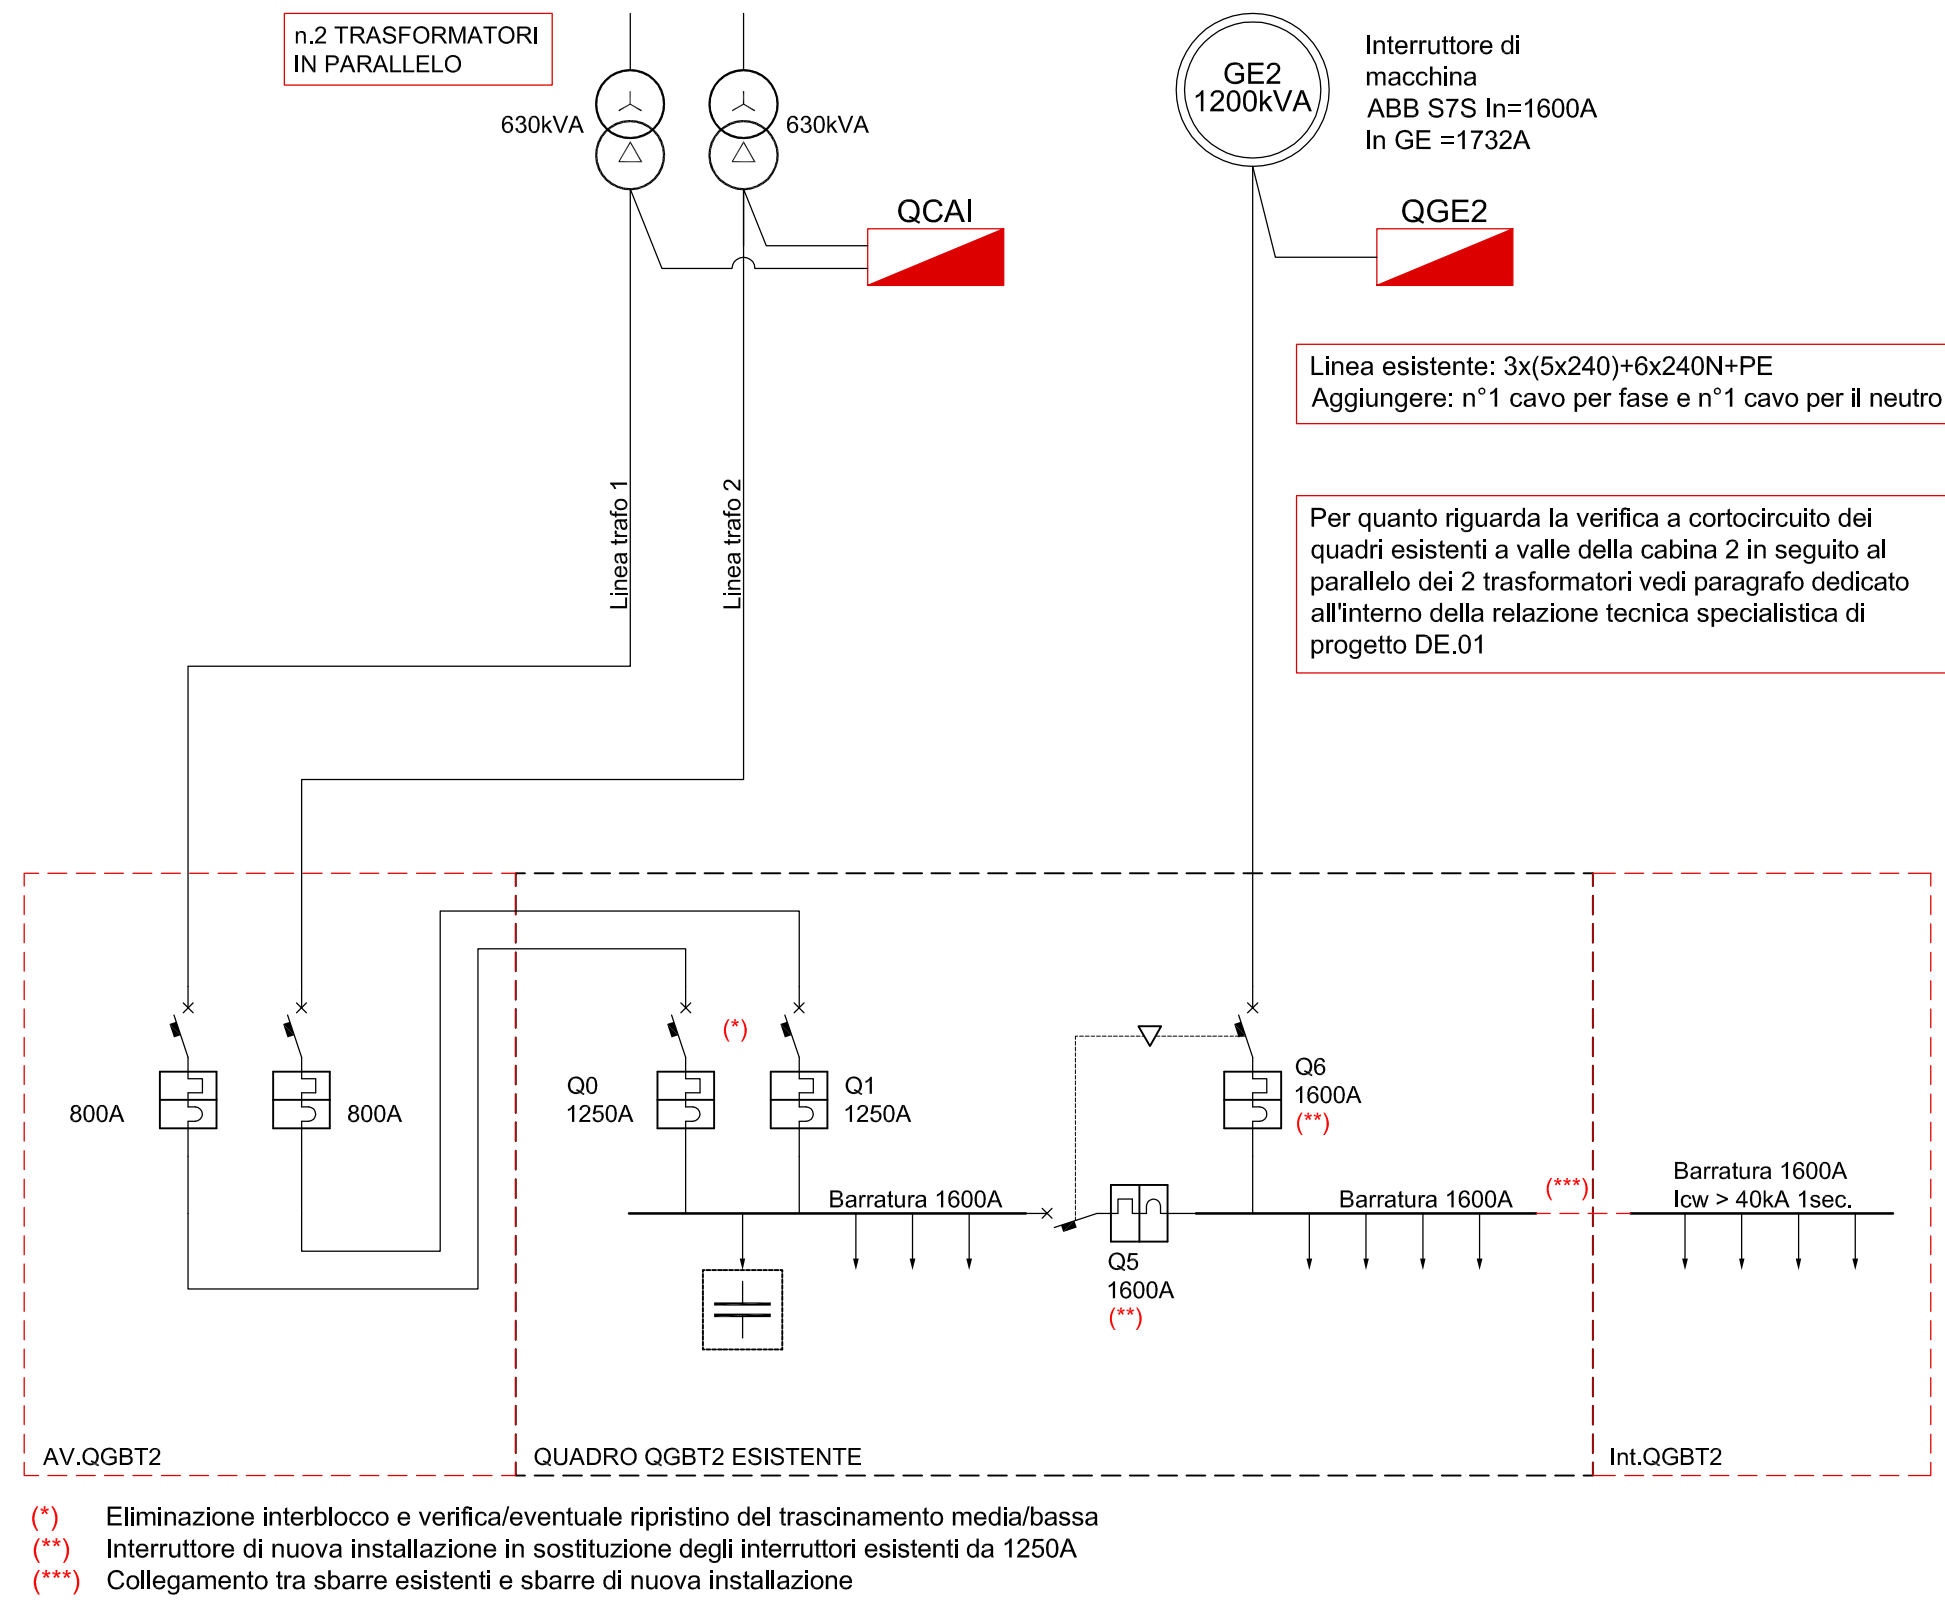 n.2 TRASFORMATORI
IN PARALLELO
630kVA
630kVA
GE2
1200kVA
Interruttore di
macchina
ABB S7S In=1600A
In GE =1732A
QCAI
QGE2
Linea esistente: 3x(5x240)+6x240N+PE
Aggiungere: n°1 cavo per fase e n°1 cavo per il neutro
Linea trafo 1
Linea trafo 2
Per quanto riguarda la verifica a cortocircuito dei
quadri esistenti a valle della cabina 2 in seguito al
parallelo dei 2 trasformatori vedi paragrafo dedicato
all'interno della relazione tecnica specialistica di
progetto DE.01
800A
800A
Q0
1250A
(*)
Q1
1250A
Q6
1600A
(**)
Barratura 1600A
Q5
1600A
(**)
Barratura 1600A
(***)
Barratura 1600A
Icw > 40kA 1sec.
AV.QGBT2
QUADRO QGBT2 ESISTENTE
Int.QGBT2
(*) Eliminazione interblocco e verifica/eventuale ripristino del trascinamento media/bassa
(**) Interruttore di nuova installazione in sostituzione degli interruttori esistenti da 1250A
(***) Collegamento tra sbarre esistenti e sbarre di nuova installazione